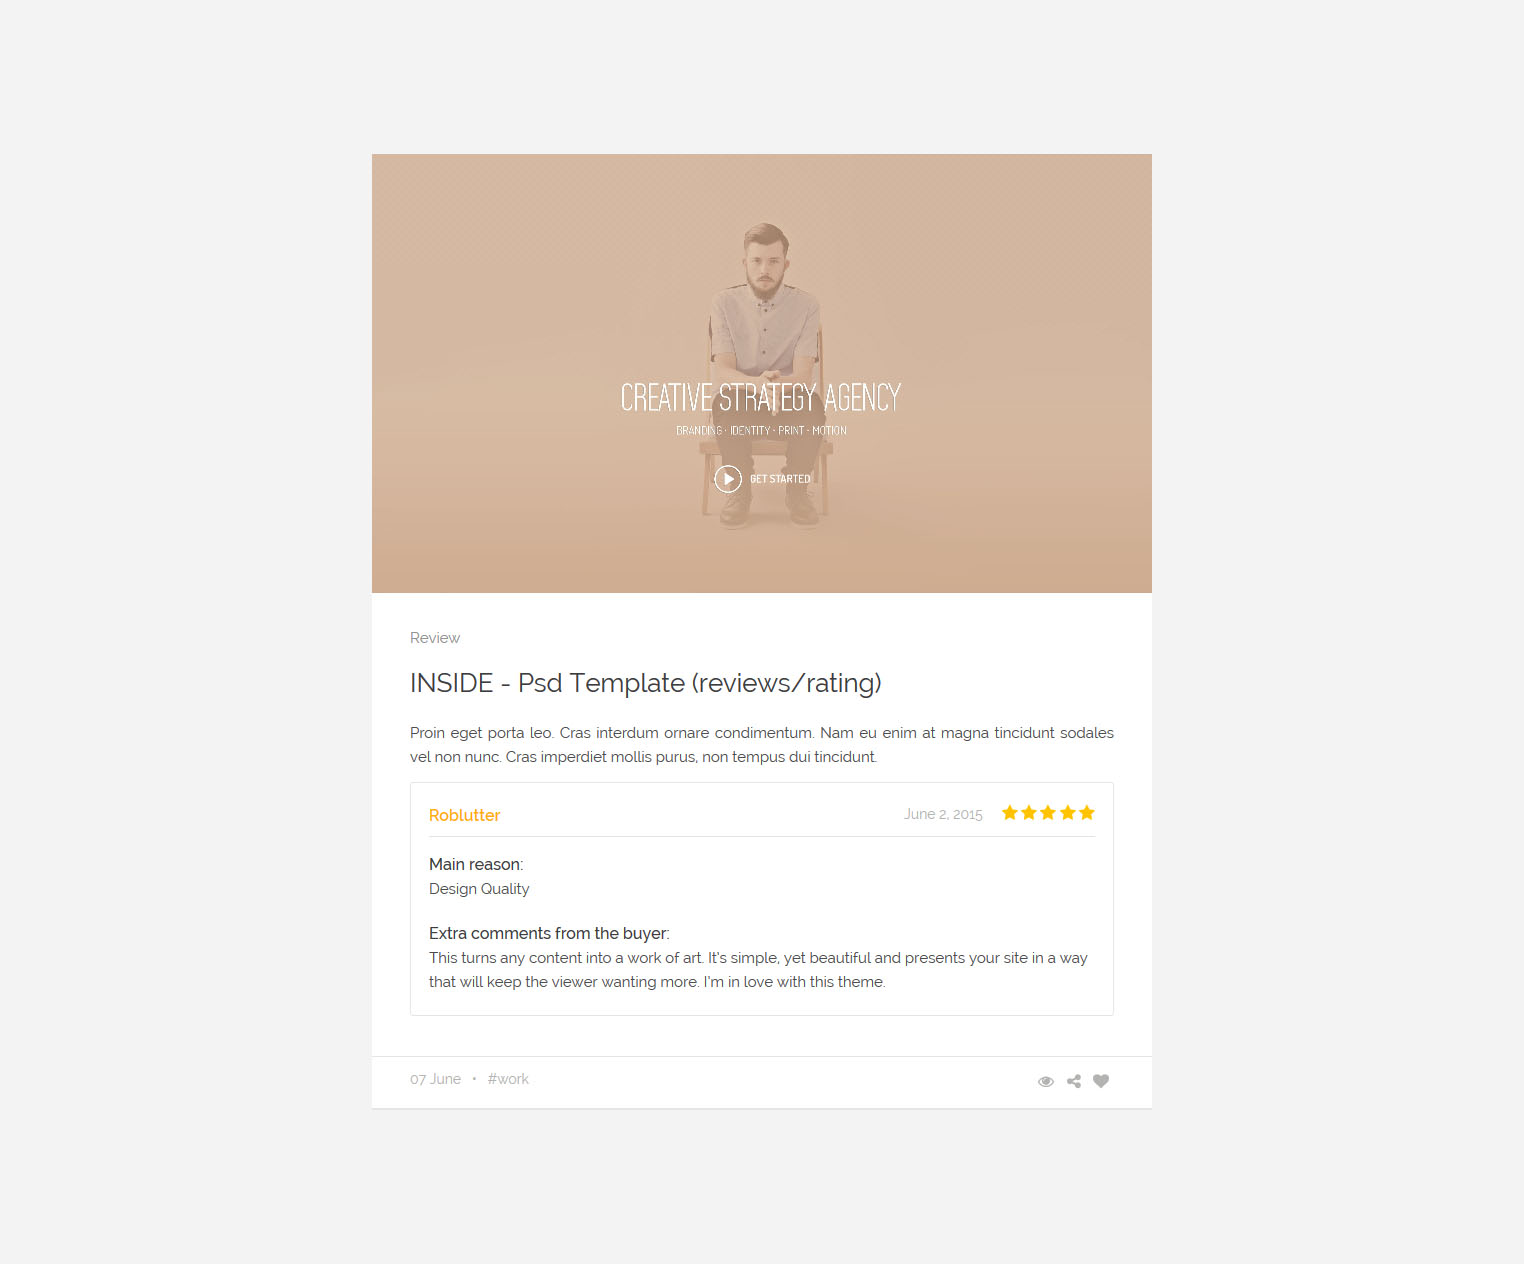 CREATIVE STRATEGY AGENCY
BRANDING · IDENTITY · PRINT · MOTION
GET STARTED
Review
INSIDE - Psd Template (reviews/rating)
Proin eget porta leo. Cras interdum ornare condimentum. Nam eu enim at magna tincidunt sodales
vel non nunc. Cras imperdiet mollis purus, non tempus dui tincidunt.
Roblutter June 2, 2015
Main reason:
Design Quality
Extra comments from the buyer:
This turns any content into a work of art. It's simple, yet beautiful and presents your site in a way
that will keep the viewer wanting more. I'm in love with this theme.
07 June • #work